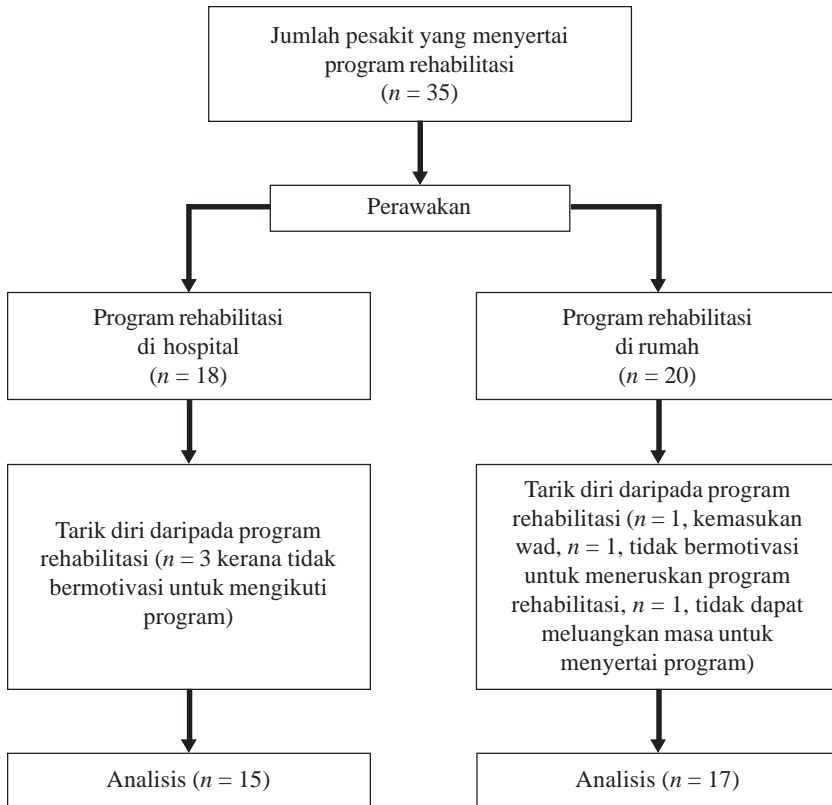 Jumlah pesakit yang menyertai
program rehabilitasi
(n = 35)
Perawakan
Program rehabilitasi
di hospital
(n = 18)
Program rehabilitasi
di rumah
(n = 20)
Tarik diri daripada program
rehabilitasi (n = 3 kerana tidak
bermotivasi untuk mengikuti
program)
Tarik diri daripada program
rehabilitasi (n = 1, kemasukan
wad, n = 1, tidak bermotivasi
untuk meneruskan program
rehabilitasi, n = 1, tidak dapat
meluangkan masa untuk
menyertai program)
Analisis (n = 15)
Analisis (n = 17)